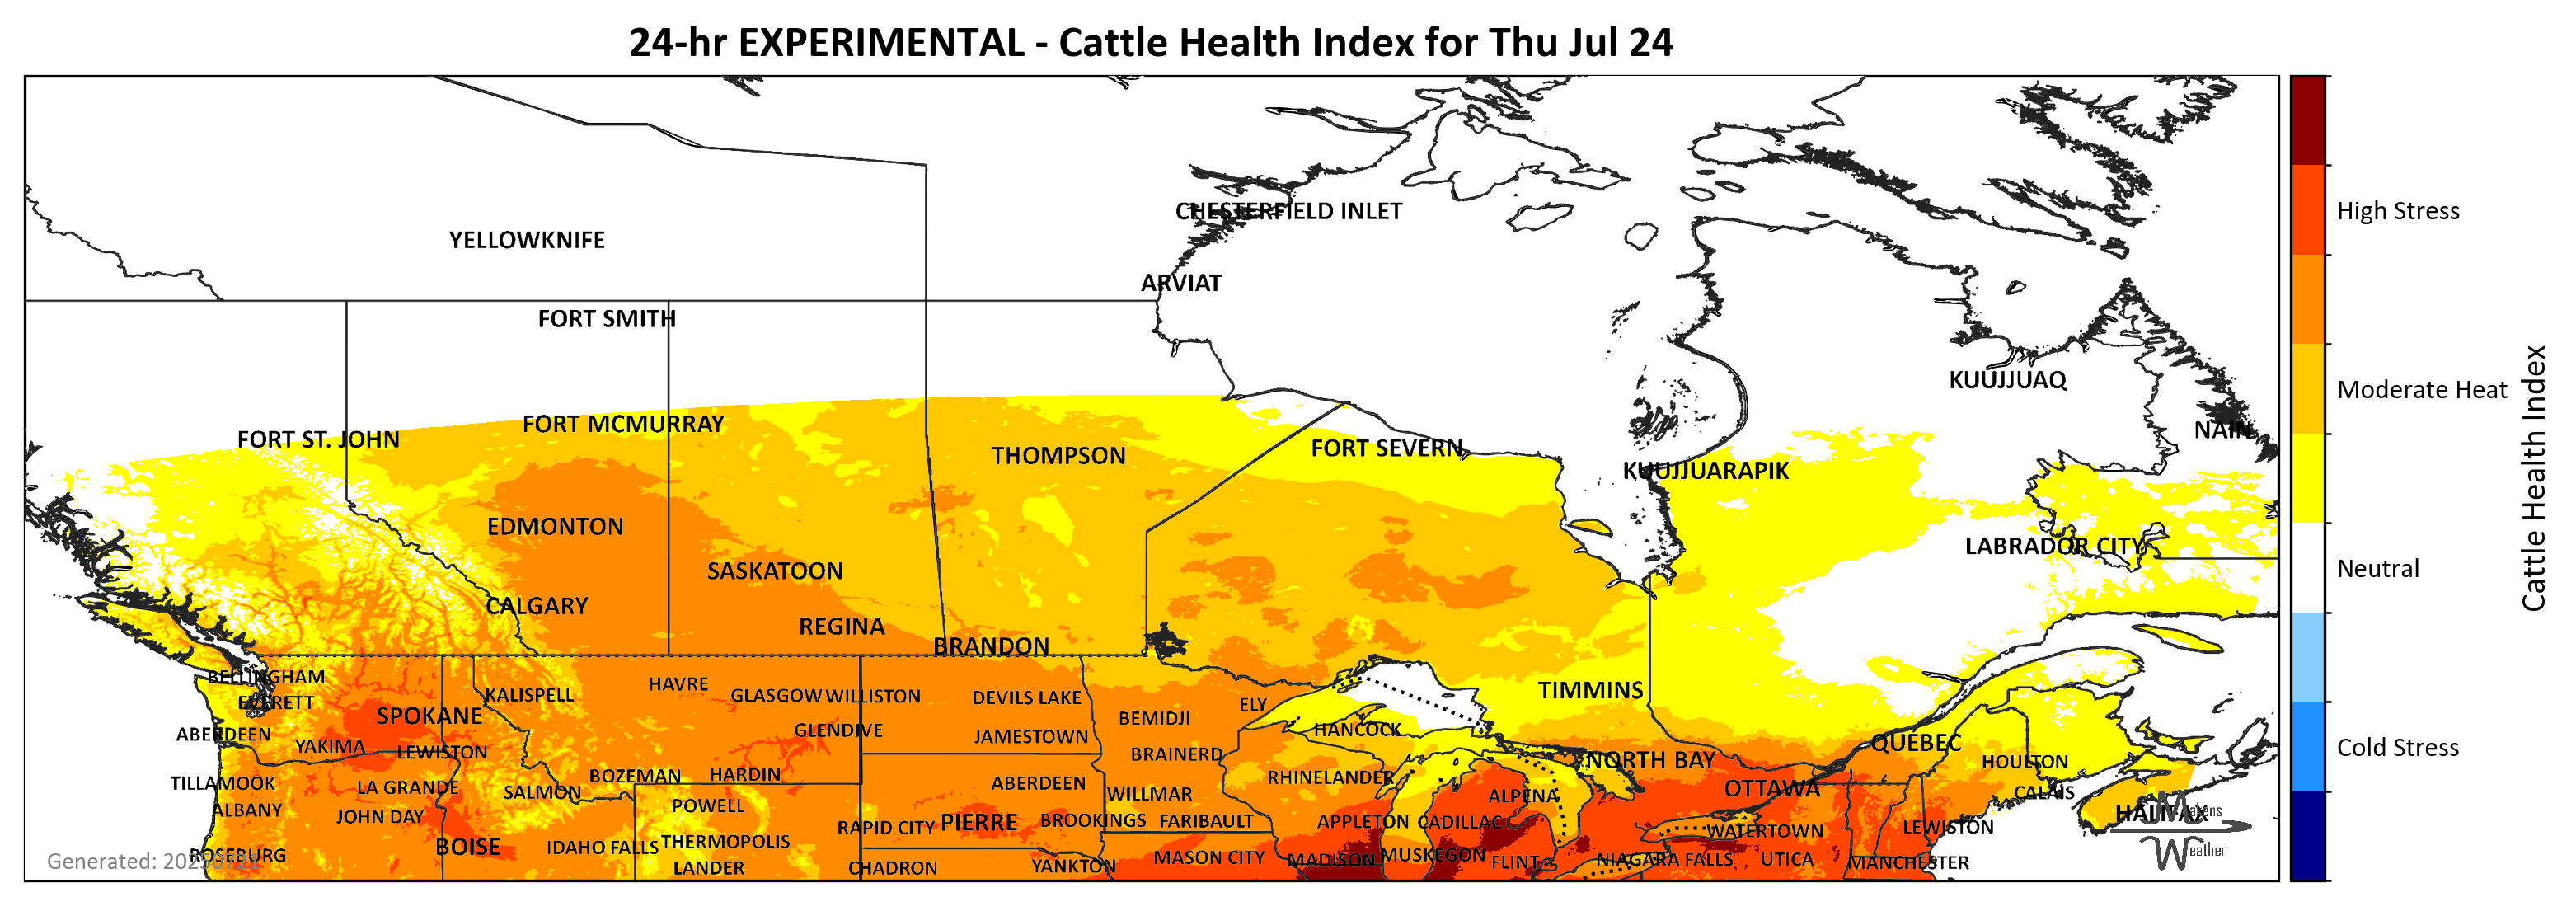 24-hr EXPERIMENTAL - Cattle Health Index for Thu Jul 24
CHESTERFIELD INLET
High Stress
YELLOWKNIFE
ARVIAT
FORT SMITH
KUUJJUAQ
Moderate Heat
FORT MCMURRAY
NAIN
FORT ST. JOHN
FORT SEVERN
THOMPSON
KUUJJUARAPIK
Cattle Health Index
EDMONTON
LABRADOR CITY
SASKATOON
Neutral
CALGARY
REGINA
BRANDON
BELLINGHAM
HAVRE
TIMMINS
KALISPELL
GLASGOW
WILLISTON
DEVILS LAKE
EVERETT
ELY
SPOKANE
BEMIDJI
HANCOCK
ABERDEEN
GLENDIVE
JAMESTOWN
QUEBEC
YAKIMA
LEWISTON
BRAINERD
Cold Stress
NORTH BAY
HOULTON
BOZEMAN
HARDIN
RHINELANDER
TILLAMOOK
LA GRANDE
ABERDEEN
OTTAWA
SALMON
WILLMAR
ALPENA
CALAIS
POWELL
ALBANY
JOHN DAY
HALIFAX
Makens
RAPID CITY
PIERRE
BROOKINGS
FARIBAULT
APPLETON
CADILLAC
WATERTOWN
LEWISTON
THERMOPOLIS
BOISE
IDAHO FALLS
Weather
ROSEBURG
MASON CITY
MADISON
MUSKEGON
FLINT
NIAGARA FALLS
UTICA
MANCHESTER
Generated:
LANDER
CHADRON
YANKTON